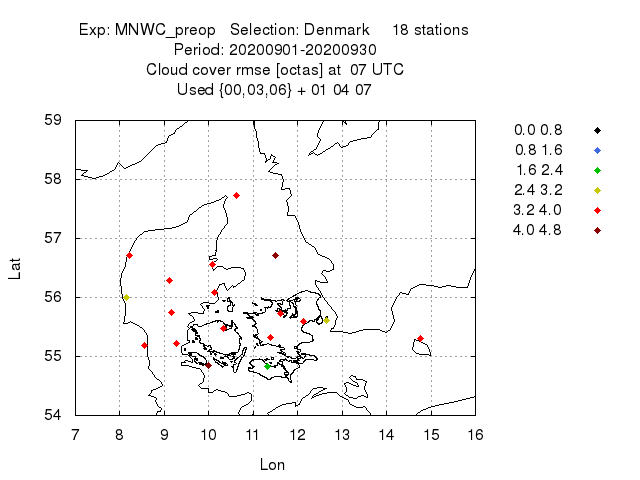 Exp: MNWC_preop   Selection: Denmark     18 stations
Period: 20200901-20200930
Cloud cover rmse [octas] at  07 UTC
Used {00,03,06} + 01 04 07
59
58
57
56
55
54
Lat
7 8 9 10 11 12 13 14 15 16
Lon
0.0 0.8
0.8 1.6
1.6 2.4
2.4 3.2
3.2 4.0
4.0 4.8